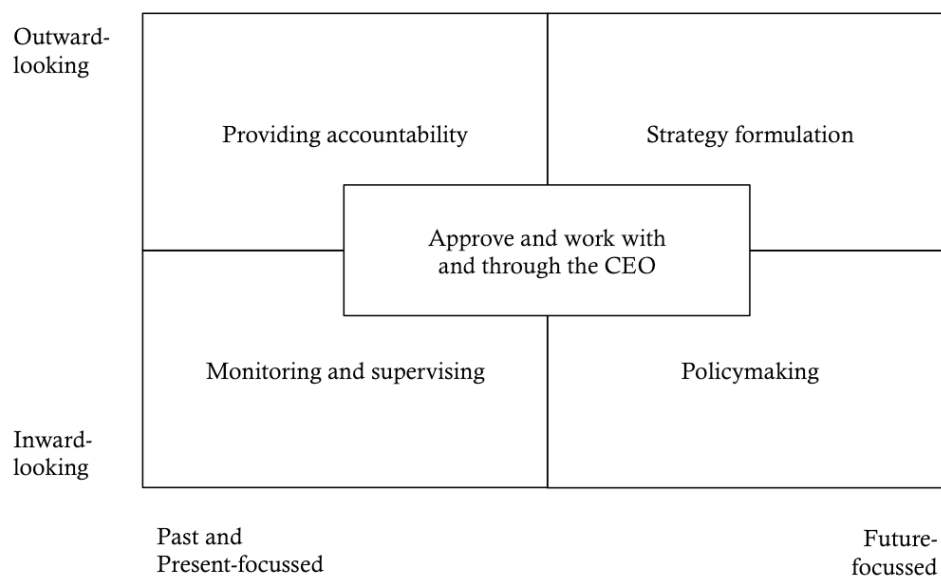 Outward-
looking
Providing accountability
Strategy formulation
Approve and work with
and through the CEO
Monitoring and supervising
Policymaking
Inward-
looking
Past and
Present-focussed
Future-
focussed